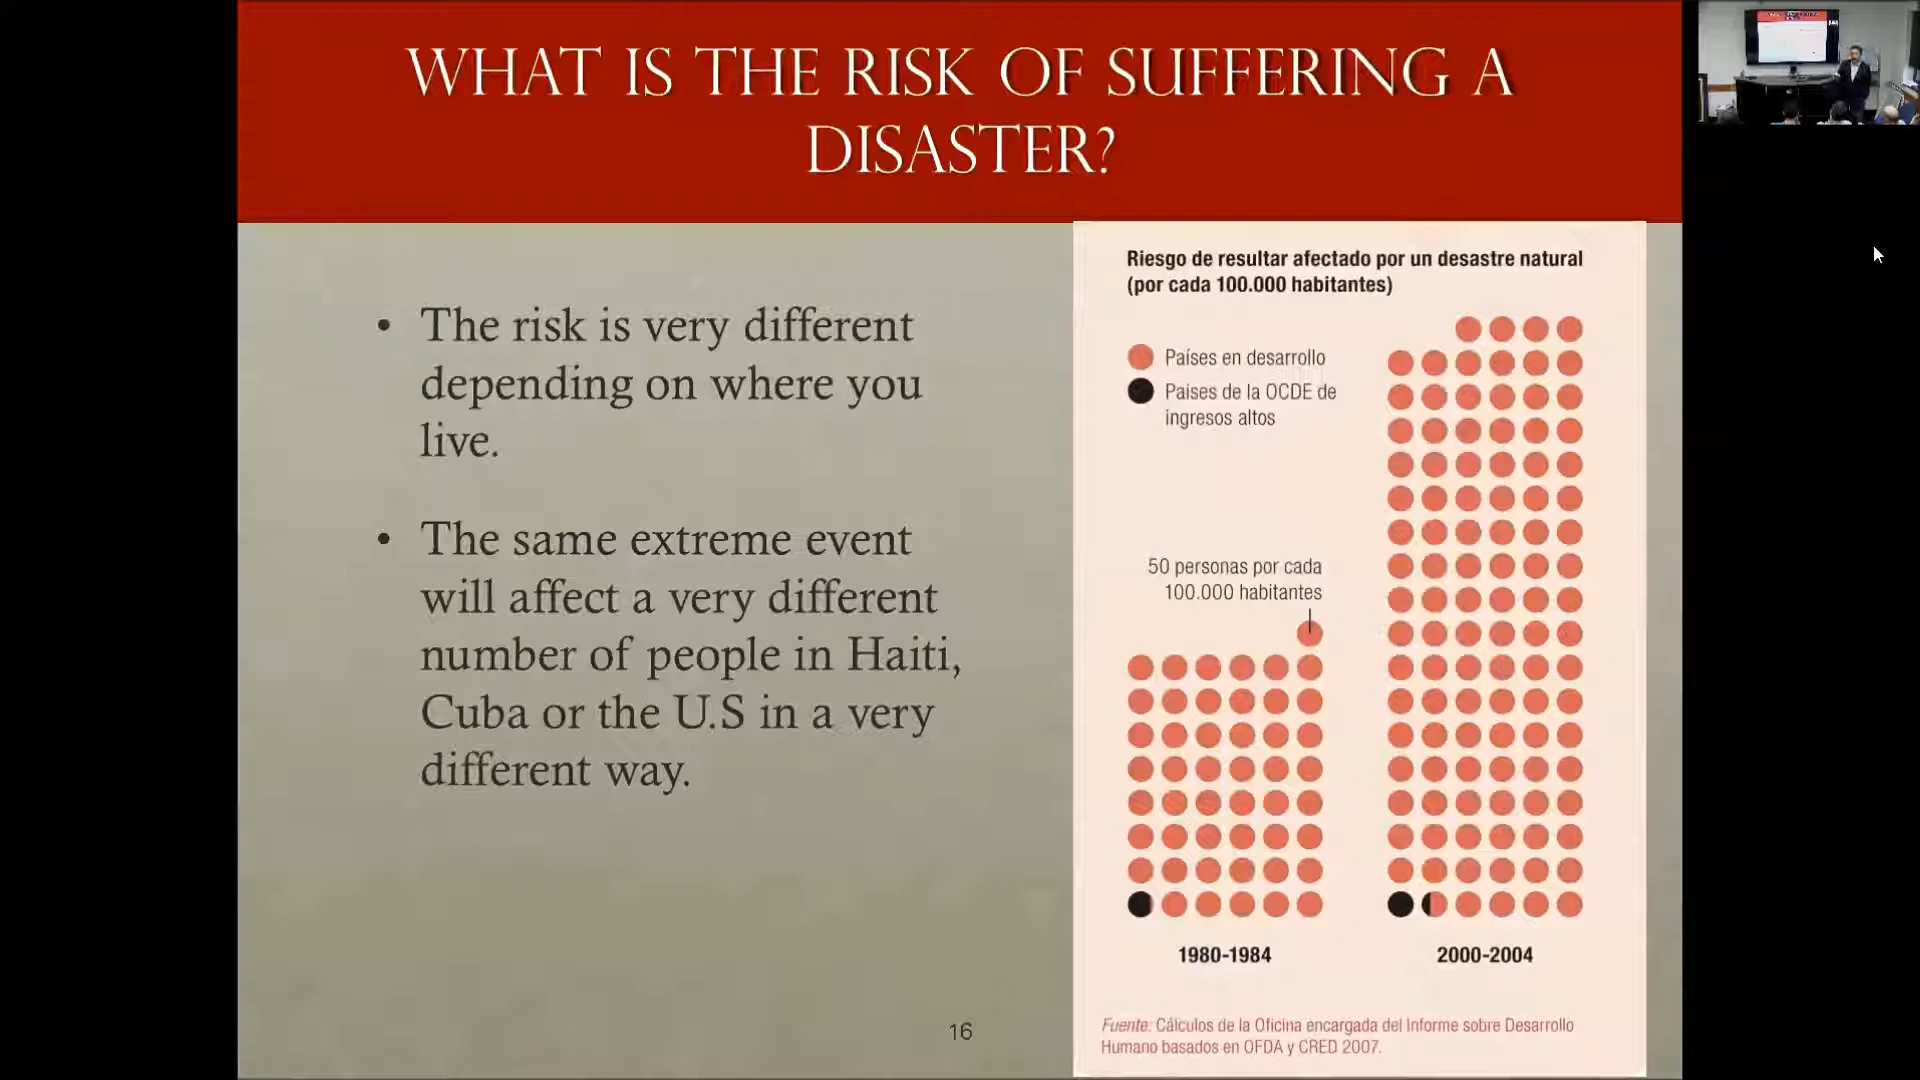 WHAT IS THE RISK OF SUFFERING A
DISASTER?
• The risk is very different
depending on where you
live.
• The same extreme event
will affect a very different
number of people in Haiti,
Cuba or the U.S in a very
different way.
Riesgo de resultar afectado por un desastre natural
(por cada 100.000 habitantes)
Países en desarrollo
Paises de la OCDE de
ingresos altos
50 personas por cada
100.000 habitantes
1980-1984
2000-2004
Fuente: Cálculos de la Oficina encargada del Informe sobre Desarrollo
Humano basados en OFDA y CRED 2007.
16